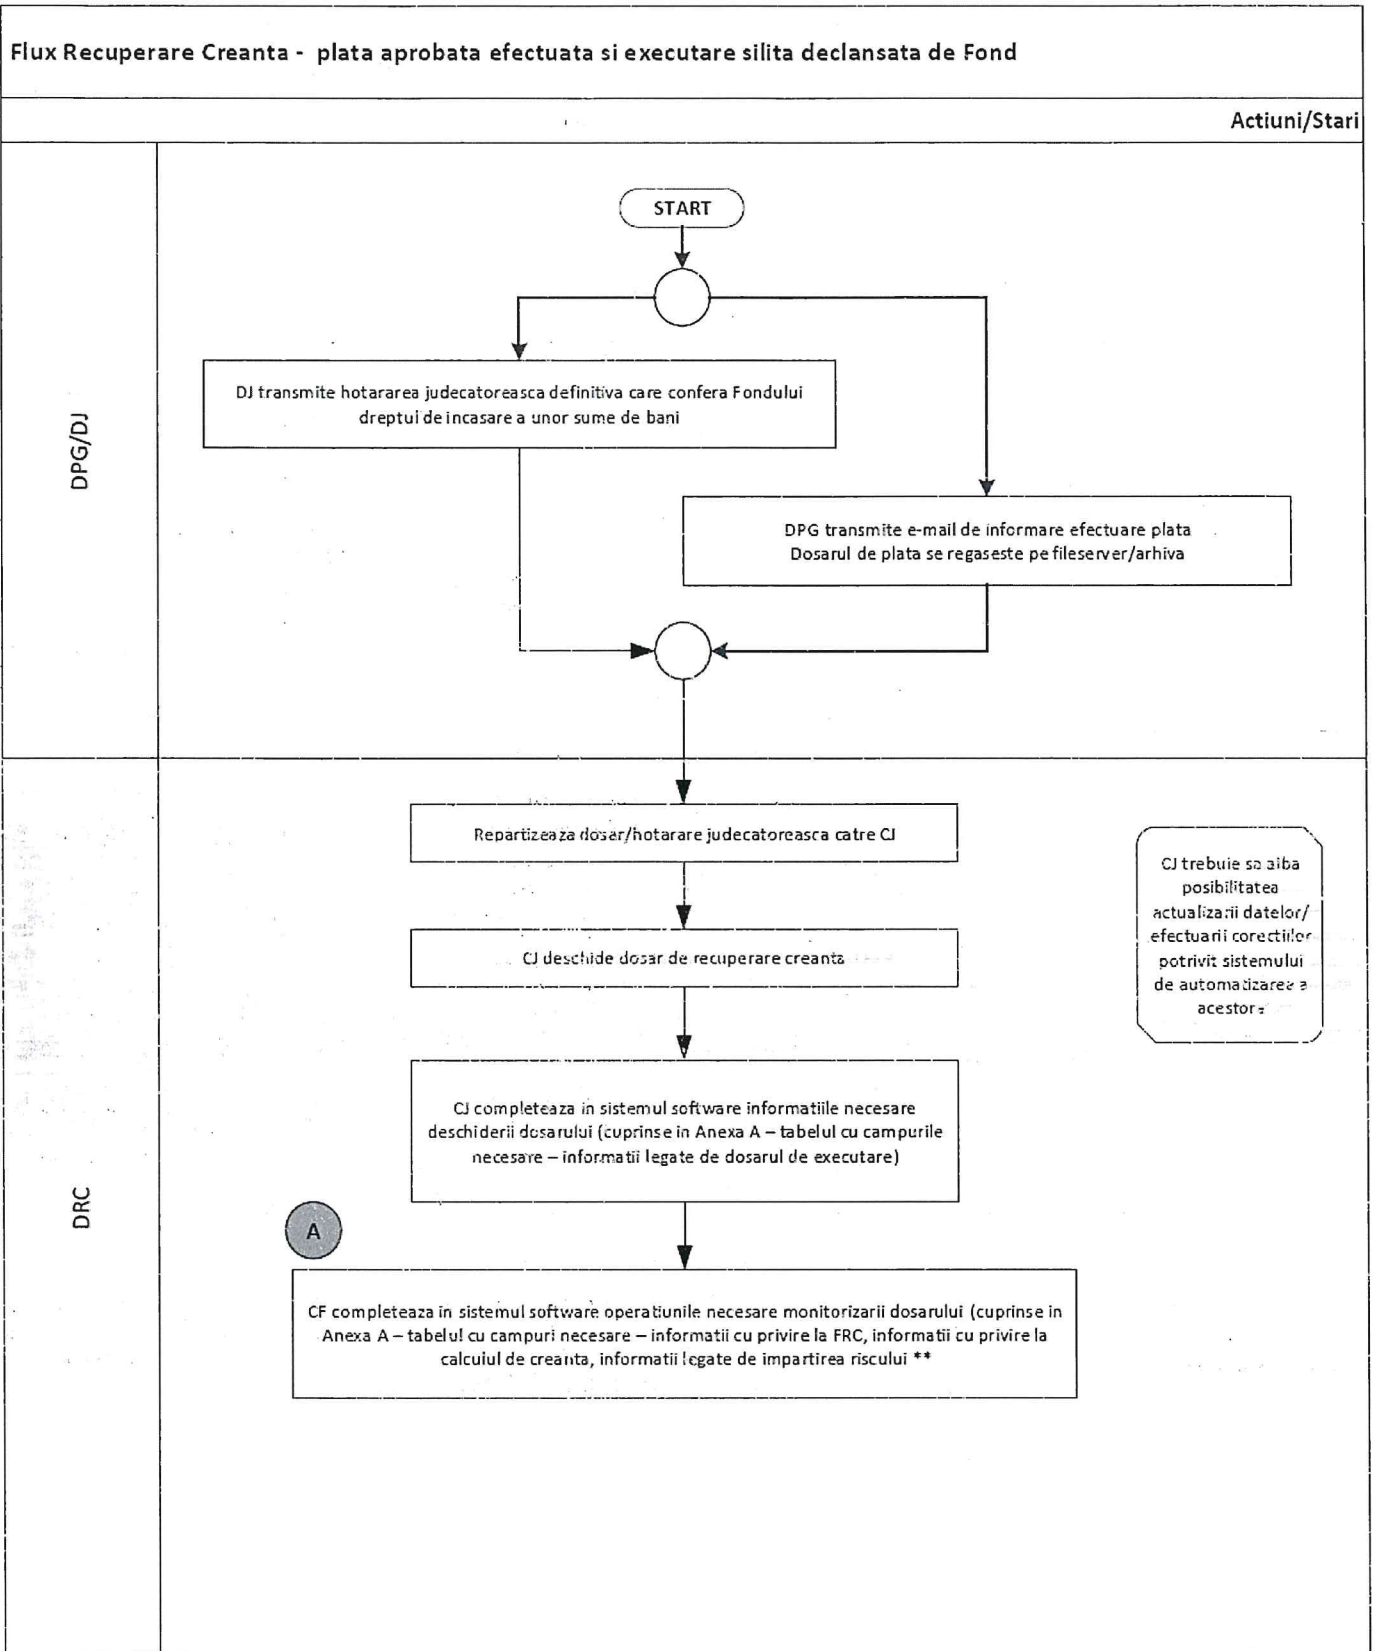 Flux Recuperare Creanta - plata aprobata efectuata si executare silita declansata de Fond
Actiuni/Stari
START
DJ transmite hotararea judecatoreasca definitiva care confera Fondului
dreptul de incasare a unor sume de bani
DPG/DJ
DPG transmite e-mail de informare efectuare plata
Dosarul de plata se regaseste pe fileserver/arhiva
Repartizeaza dosar/hotarare judecatoreasca catre CJ
CJ trebuie sa aiba
posibilitatea
actualizarii datelor/
efectuarii corectiilor
potrivit sistemului
de automatizare a
acestora
CJ deschide dosar de recuperare creanta
CJ completeaza in sistemul software informatiile necesare
deschiderii dosarului (cuprinse in Anexa A – tabelul cu campurile
necesare – informatii legate de dosarul de executare)
DRC
A
CF completeaza in sistemul software operatiunile necesare monitorizarii dosarului (cuprinse in
Anexa A – tabelul cu campuri necesare – informatii cu privire la FRC, informatii cu privire la
calculul de creanta, informatii legate de impartirea riscului **